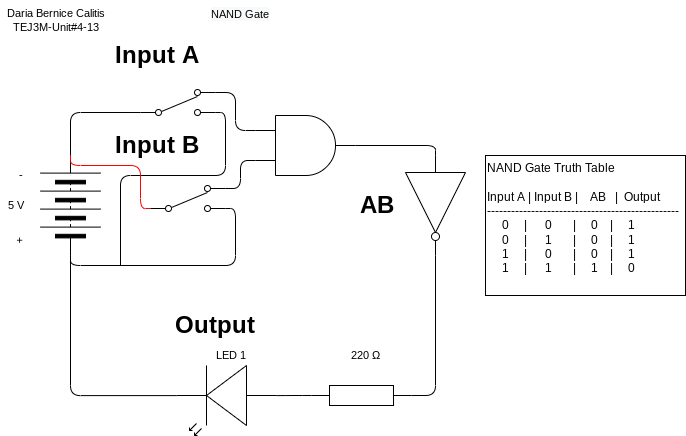 Daria Bernice Calitis
TEJ3M-Unit#4-13
NAND Gate
Input A
Input B
-
5 V
+
AB
Output
LED 1
220 Ω
NAND Gate Truth Table
Input A | Input B | AB | Output
--------------------------------------------------
0 | 0 | 0 | 1
0 | 1 | 0 | 1
1 | 0 | 0 | 1
1 | 1 | 1 | 0